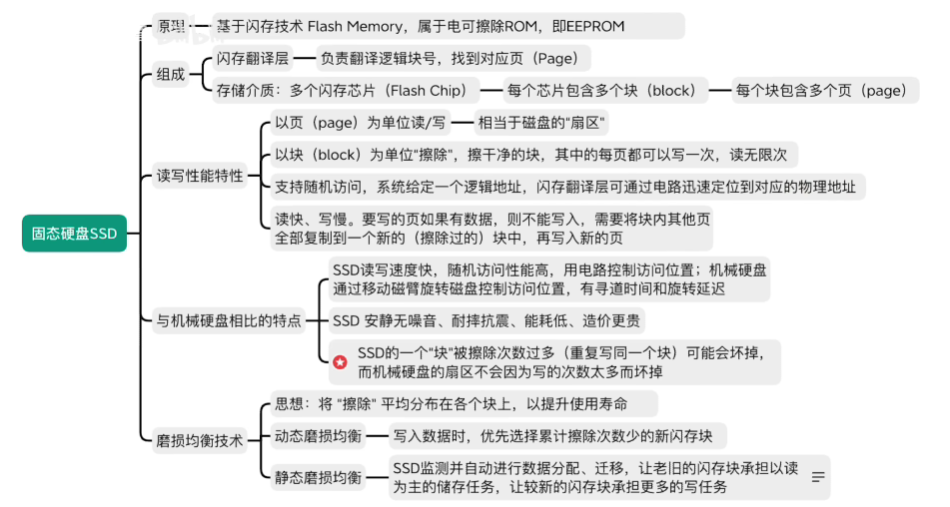 固态硬盘SSD
原理
基于闪存技术 Flash Memory，属于电可擦除ROM，即EEPROM
组成
闪存翻译层
负责翻译逻辑块号，找到对应页（Page）
存储介质：多个闪存芯片（Flash Chip）
每个芯片包含多个块（block）
每个块包含多个页（page）
读写性能特性
以页（page）为单位读/写
相当于磁盘的"扇区"
以块（block）为单位"擦除"，擦干净的块，其中的每页都可以写一次，读无限次
支持随机访问，系统给定一个逻辑地址，闪存翻译层可通过电路迅速定位到对应的物理地址
读快、写慢。要写的页如果有数据，则不能写入，需要将块内其他页
全部复制到一个新的（擦除过的）块中，再写入新的页
与机械硬盘相比的特点
SSD读写速度快，随机访问性能高，用电路控制访问位置；机械硬盘
通过移动磁臂旋转磁盘控制访问位置，有寻道时间和旋转延迟
SSD 安静无噪音、耐摔抗震、能耗低、造价更贵
SSD的一个"块"被擦除次数过多（重复写同一个块）可能会坏掉，
而机械硬盘的扇区不会因为写的次数太多而坏掉
磨损均衡技术
思想：将 "擦除" 平均分布在各个块上，以提升使用寿命
动态磨损均衡
写入数据时，优先选择累计擦除次数少的新闪存块
静态磨损均衡
SSD监测并自动进行数据分配、迁移，让老旧的闪存块承担以读
为主的储存任务，让较新的闪存块承担更多的写任务